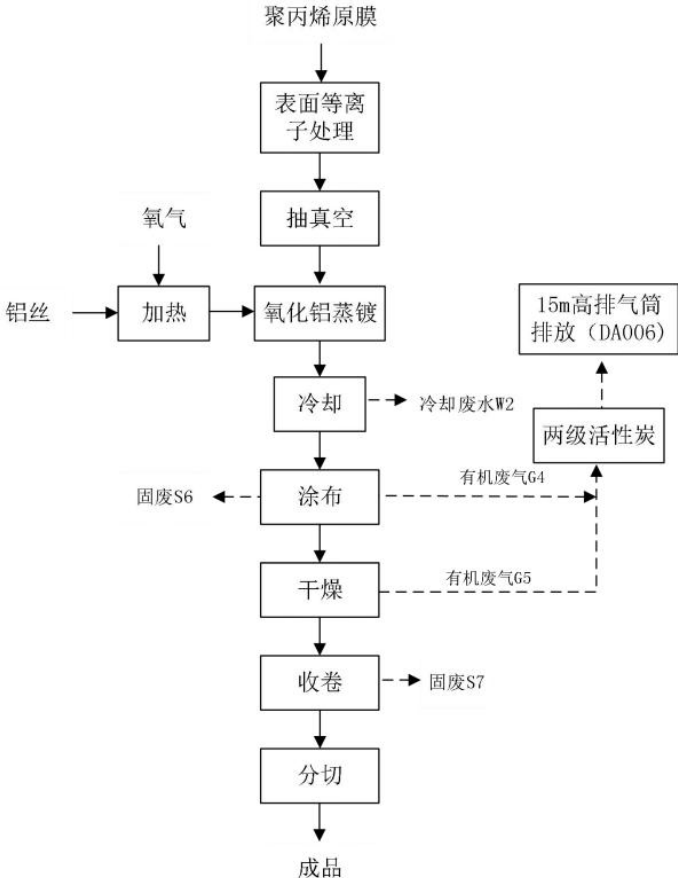 聚丙烯原膜
表面等离
子处理
抽真空
氧气
铝丝
加热
氧化铝蒸镀
15m高排气筒
排放（DA006）
冷却
冷却废水W2
两级活性炭
固废S6
涂布
有机废气G4
干燥
有机废气G5
收卷
固废S7
分切
成品